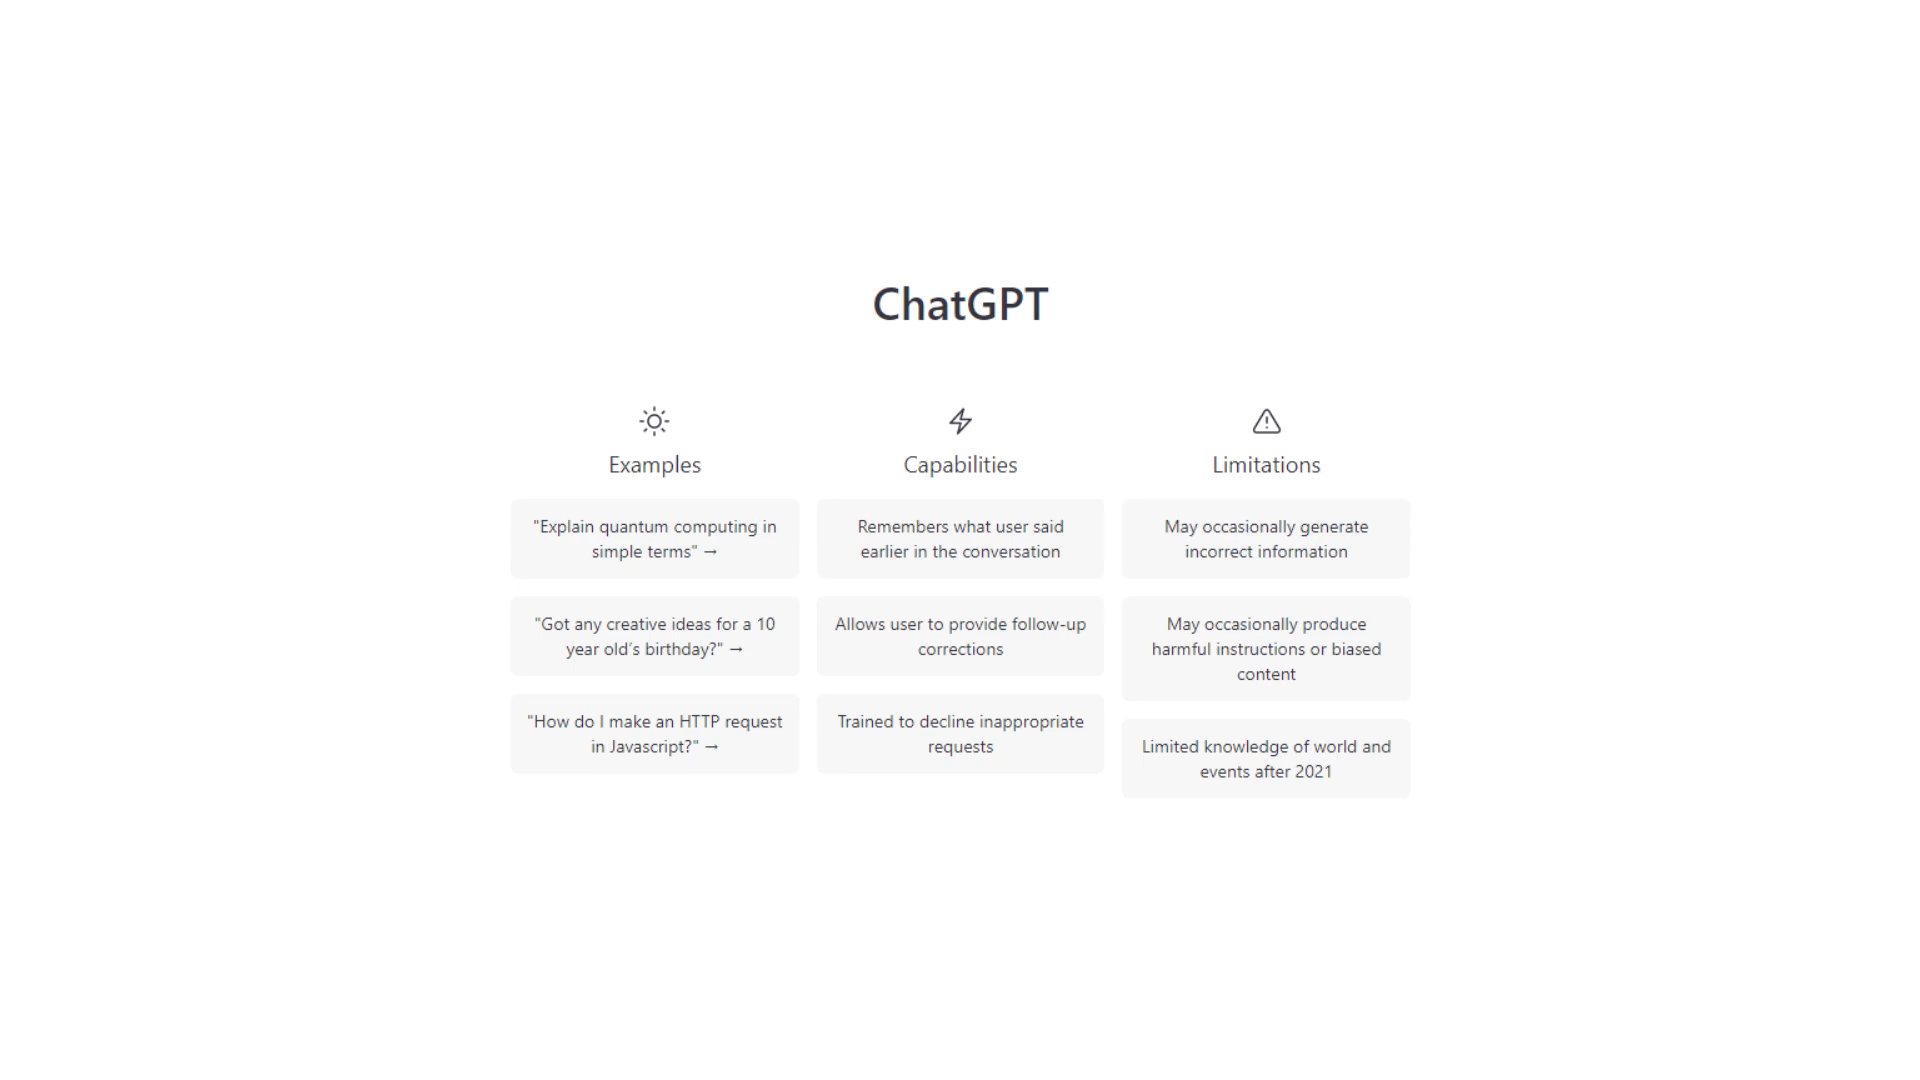 ChatGPT
Examples
"Explain quantum computing in
simple terms" →
"Got any creative ideas for a 10
year old's birthday?" →
"How do I make an HTTP request
in Javascript?" →
Capabilities
Remembers what user said
earlier in the conversation
Allows user to provide follow-up
corrections
Trained to decline inappropriate
requests
Limitations
May occasionally generate
incorrect information
May occasionally produce
harmful instructions or biased
content
Limited knowledge of world and
events after 2021